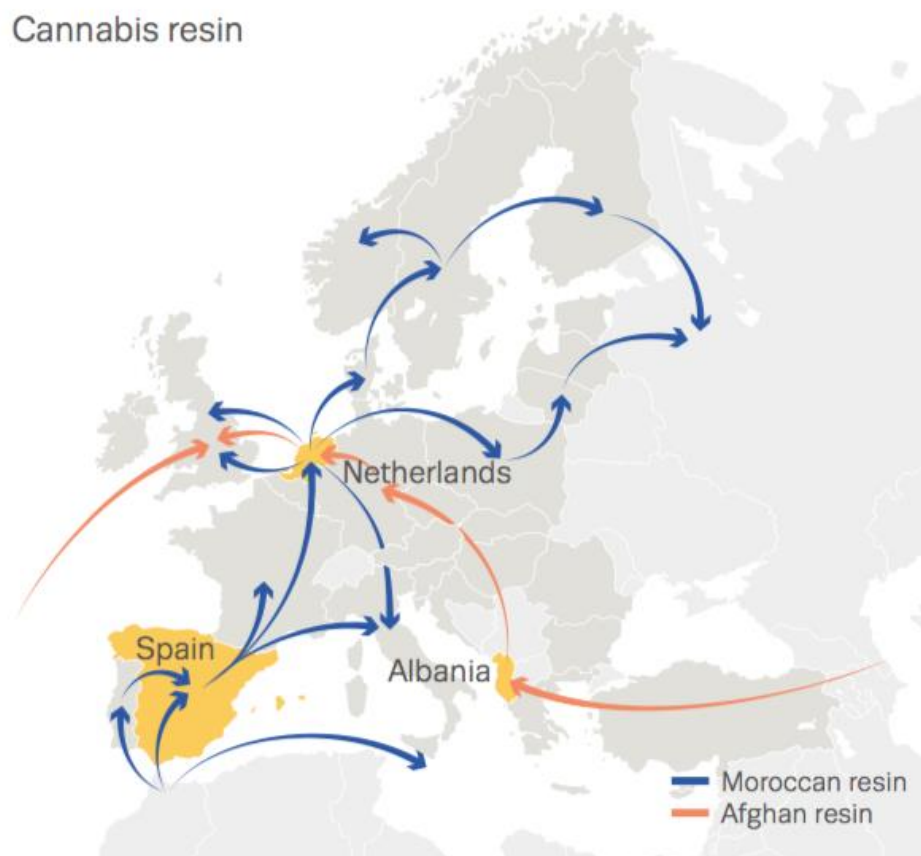 Cannabis resin
Netherlands
Spain
Albania
Moroccan resin
Afghan resin